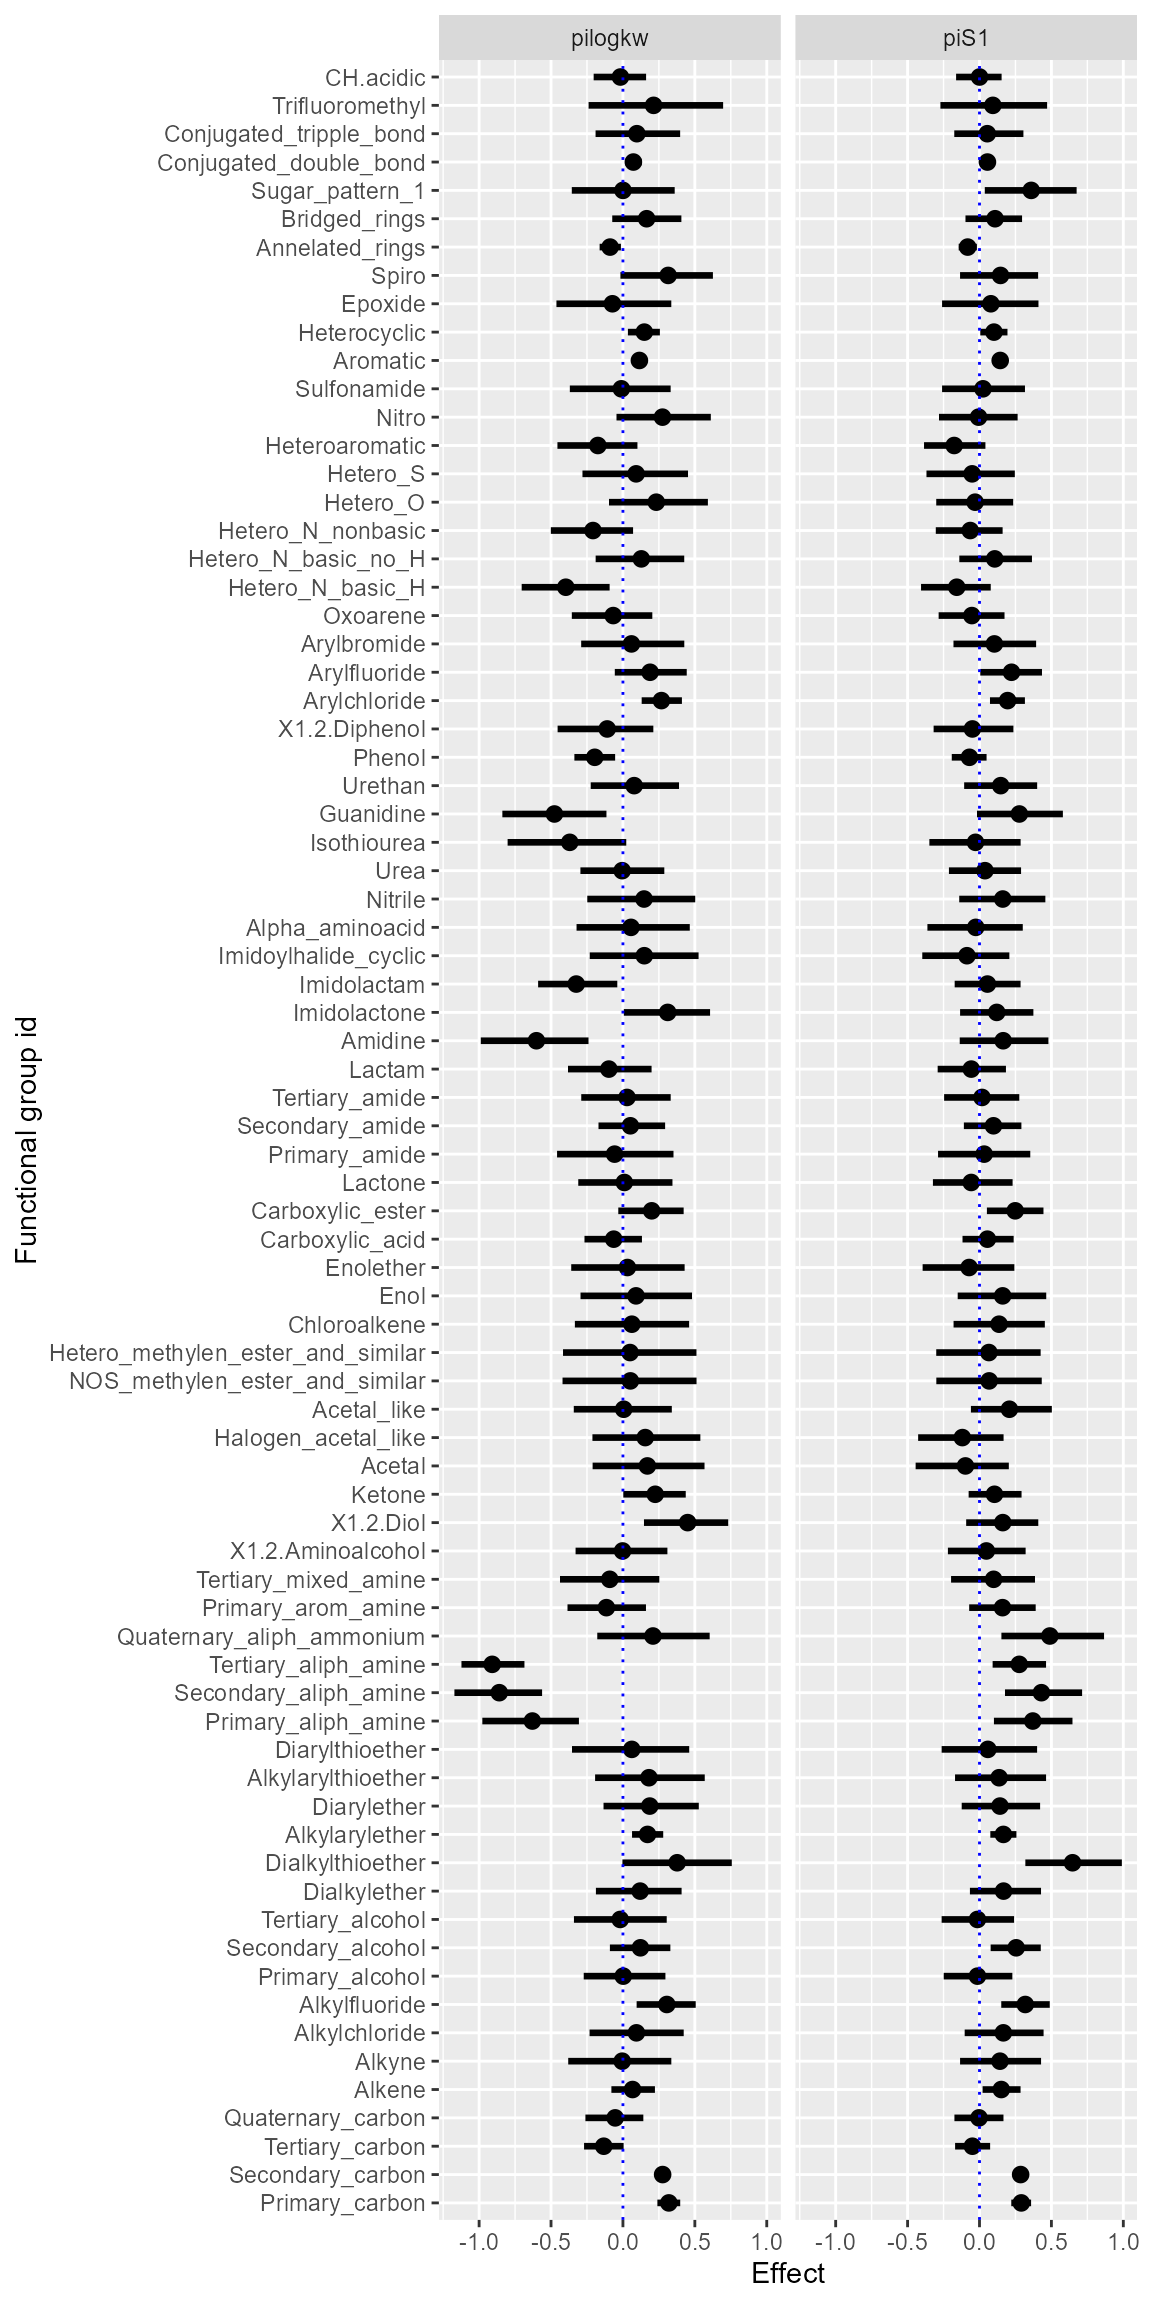 pilogkw
piS1
CH.acidic
Trifluoromethyl
Conjugated_tripple_bond
Conjugated_double_bond
Sugar_pattern_1
Bridged_rings
Annelated_rings
Spiro
Epoxide
Heterocyclic
Aromatic
Sulfonamide
Nitro
Heteroaromatic
Hetero_S
Hetero_O
Hetero_N_nonbasic
Hetero_N_basic_no_H
Hetero_N_basic_H
Oxoarene
Arylbromide
Arylfluoride
Arylchloride
X1.2.Diphenol
Phenol
Urethan
Guanidine
Isothiourea
Urea
Nitrile
Alpha_aminoacid
Imidoylhalide_cyclic
Imidolactam
Imidolactone
Amidine
Lactam
Tertiary_amide
Secondary_amide
Primary_amide
Lactone
Carboxylic_ester
Carboxylic_acid
Enolether
Enol
Chloroalkene
Hetero_methylen_ester_and_similar
NOS_methylen_ester_and_similar
Acetal_like
Halogen_acetal_like
Acetal
Ketone
X1.2.Diol
X1.2.Aminoalcohol
Tertiary_mixed_amine
Primary_arom_amine
Quaternary_aliph_ammonium
Tertiary_aliph_amine
Secondary_aliph_amine
Primary_aliph_amine
Diarylthioether
Alkylarylthioether
Diarylether
Alkylarylether
Dialkylthioether
Dialkylether
Tertiary_alcohol
Secondary_alcohol
Primary_alcohol
Alkylfluoride
Alkylchloride
Alkyne
Alkene
Quaternary_carbon
Tertiary_carbon
Secondary_carbon
Primary_carbon
Functional group id
-1.0 -0.5 0.0 0.5 1.0
-1.0 -0.5 0.0 0.5 1.0
Effect